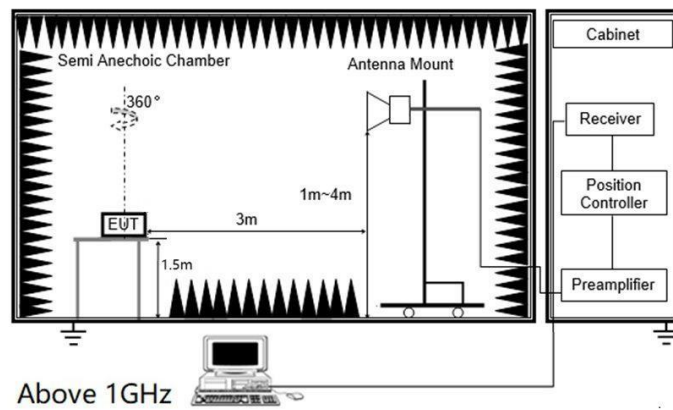 Semi Anechoic Chamber
Antenna Mount
Cabinet
360°
Receiver
1m~4m
Position
Controller
EUT
3m
1.5m
Preamplifier
Above 1GHz